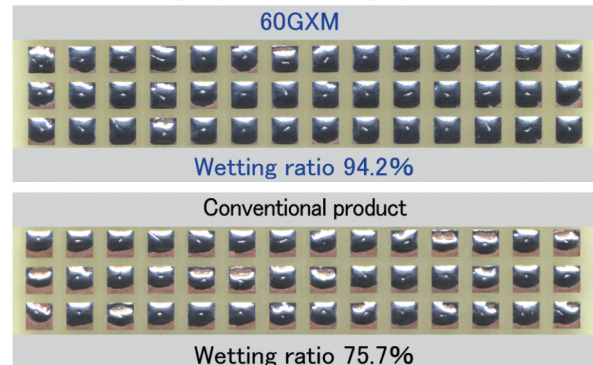 60GXM
Wetting ratio 94.2%
Conventional product
Wetting ratio 75.7%